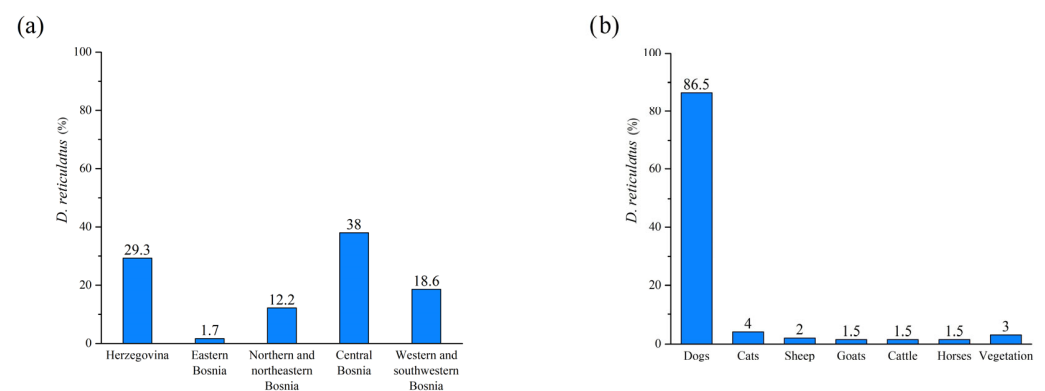 (a)
(b)
100
80
60
40
20
0
D. reticulatus (%)
29.3
1.7
12.2
38
18.6
Herzegovina
Eastern
Bosnia
Northern and
northeastern
Bosnia
Central
Bosnia
Western and
southwestern
Bosnia
100
80
60
40
20
0
D. reticulatus (%)
86.5
4
2
1.5
1.5
1.5
3
Dogs
Cats
Sheep
Goats
Cattle
Horses
Vegetation